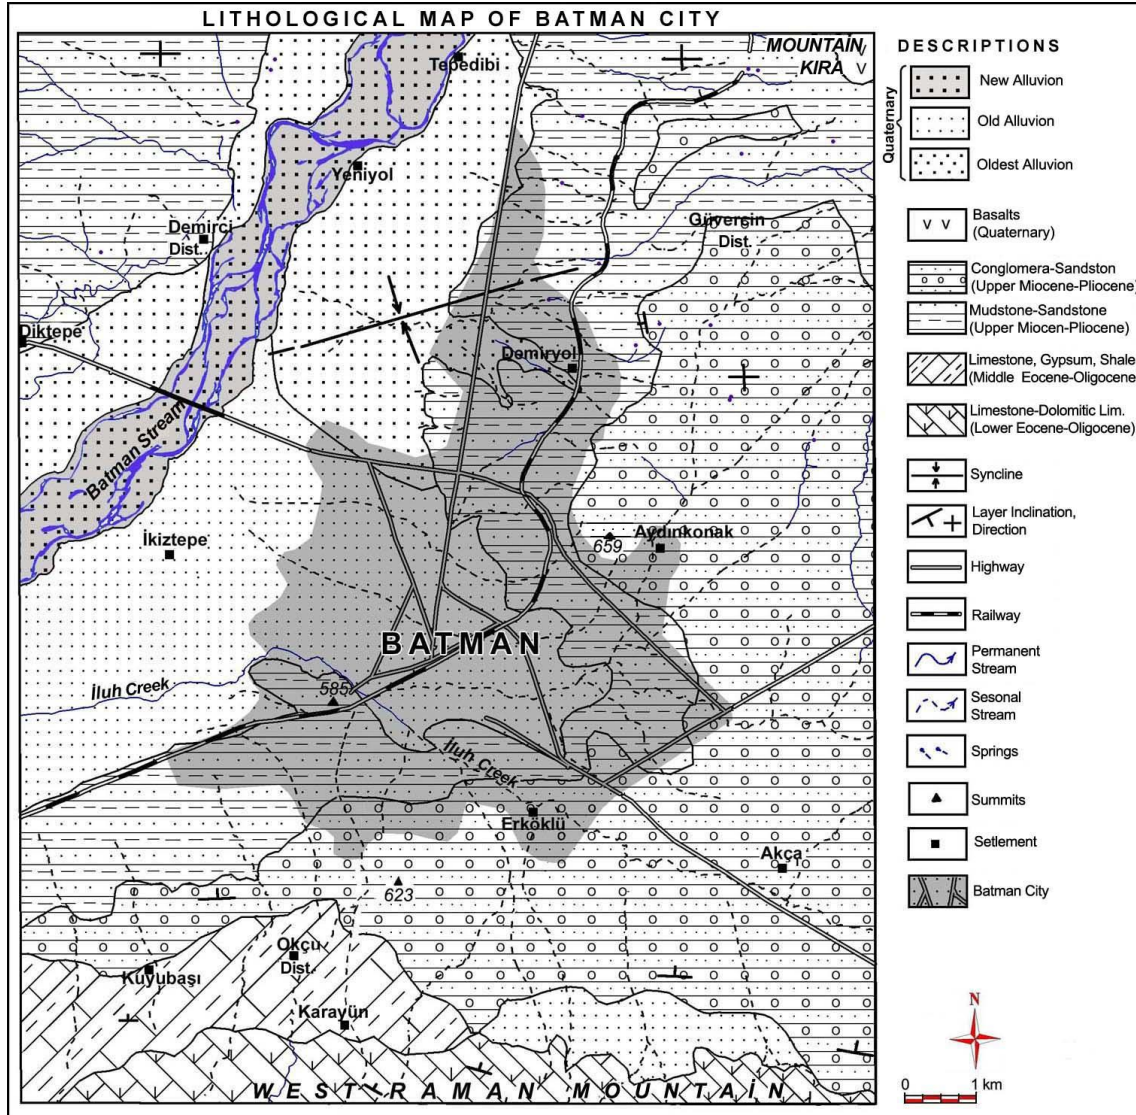 LITHOLOGICAL MAP OF BATMAN CITY
MOUNTAIN
KIRA
Tepedibi
Yeniyol
Demirci
Dist.
Güvercin
Dist.
Diktepe
Demiryol
Batman Stream
İkiztepe
659
Aydınkonak
BATMAN
İluh Creek
585
İluh Creek
Erköklü
Akça
623
Okçu
Dist.
Kuyubaşı
Karayün
WEST RAMAN MOUNTAİN
DESCRIPTIONS
Quaternary
New Alluvion
Old Alluvion
Oldest Alluvion
Basalts
(Quaternary)
Conglomera-Sandston
(Upper Miocene-Pliocene)
Mudstone-Sandstone
(Upper Miocen-Pliocene)
Limestone, Gypsum, Shale
(Middle Eocene-Oligocene
Limestone-Dolomitic Lim.
(Lower Eocene-Oligocene)
Syncline
Layer Inclination,
Direction
Highway
Railway
Permanent
Stream
Sesonal
Stream
Springs
Summits
Setlement
Batman City
N
0 1 km